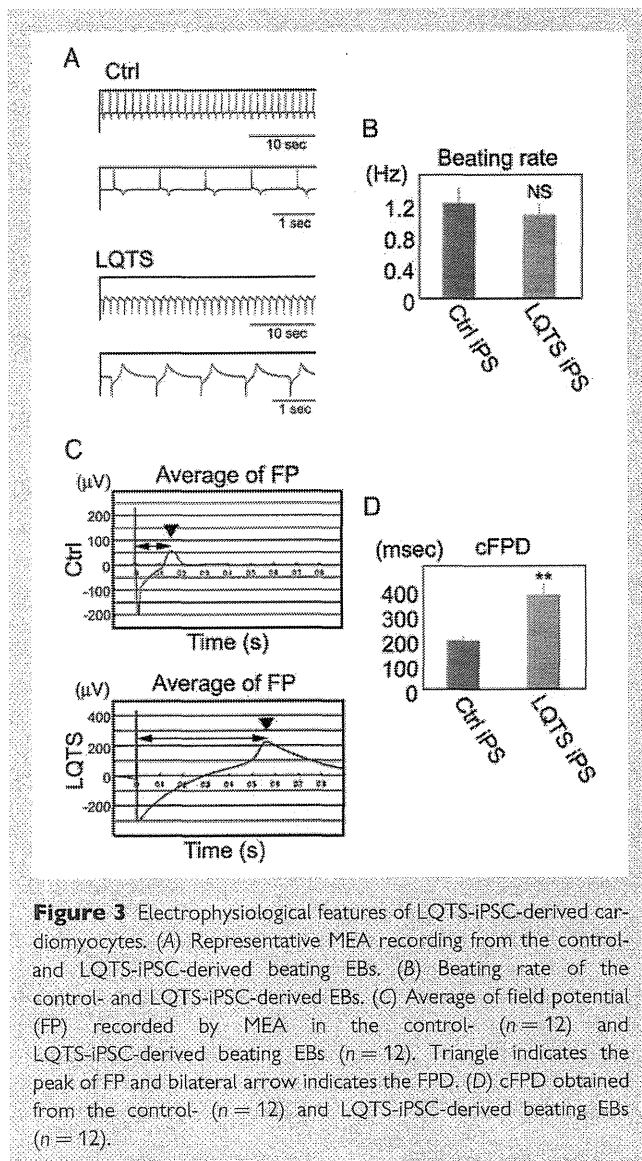 A
Ctrl
10 sec
1 sec
LQTS
10 sec
1 sec
B
Beating rate
(Hz)
NS
1.2
0.8
0.4
0
Ctrl iPS
LQTS iPS
C
Average of FP
(μV)
Ctrl
200
100
0
-100
-200
Time (s)
Average of FP
(μV)
LQTS
400
200
0
-200
Time (s)
D
(msec)
cFPD
**
400
300
200
100
0
Ctrl iPS
LQTS iPS
Figure 3 Electrophysiological features of LQTS-iPSC-derived car-
diomyocytes. (A) Representative MEA recording from the control-
and LQTS-iPSC-derived beating EBs. (B) Beating rate of the
control- and LQTS-iPSC-derived EBs. (C) Average of field potential
(FP) recorded by MEA in the control- (n = 12) and
LQTS-iPSC-derived beating EBs (n = 12). Triangle indicates the
peak of FP and bilateral arrow indicates the FPD. (D) cFPD obtained
from the control- (n = 12) and LQTS-iPSC-derived beating EBs
(n = 12).